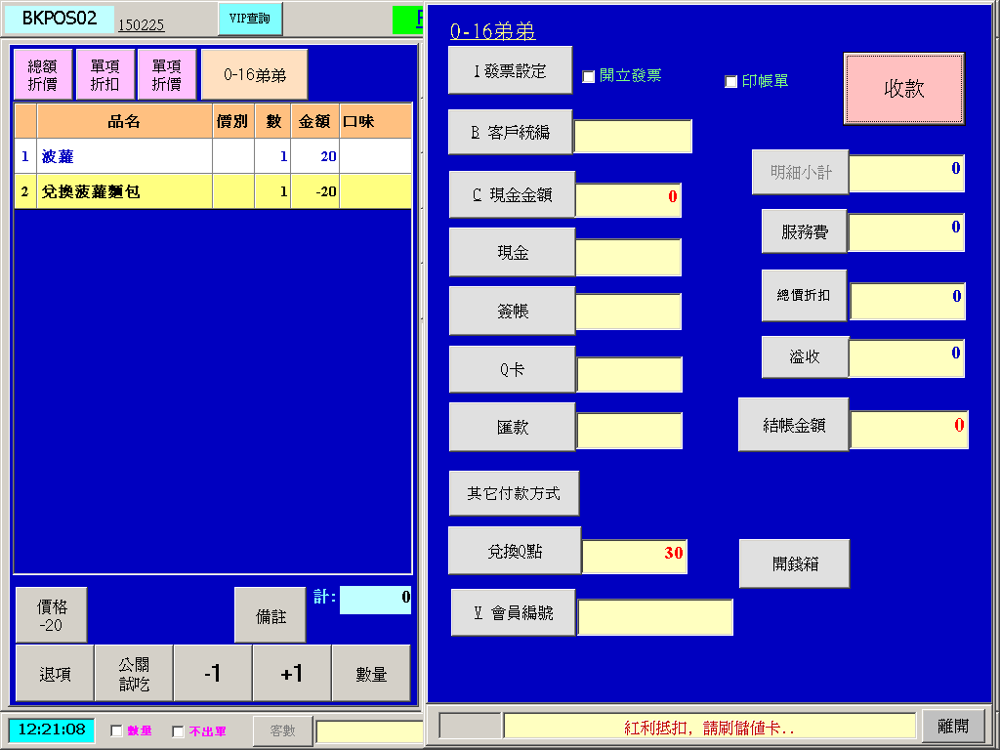 BKPOS02 150225 VIP查詢
總額折價 單項折扣 單項折價 0-16弟弟
品名 價別 數 金額 口味
1 波蘿 1 20
2 兌換菠蘿麵包 1 -20
價格 -20 備註 計: 0
退項 公關試吃 -1 +1 數量
12:21:08 數量 不出單 客數
0-16弟弟
I 發票設定 開立發票 印帳單 收款
B 客戶統編
明細小計 0
C 現金金額 0
服務費 0
現金
總價折扣 0
簽帳
溢收 0
Q卡
結帳金額 0
匯款
其它付款方式
兌換Q點 30 開錢箱
V 會員編號
紅利抵扣, 請刷儲值卡.. 離開